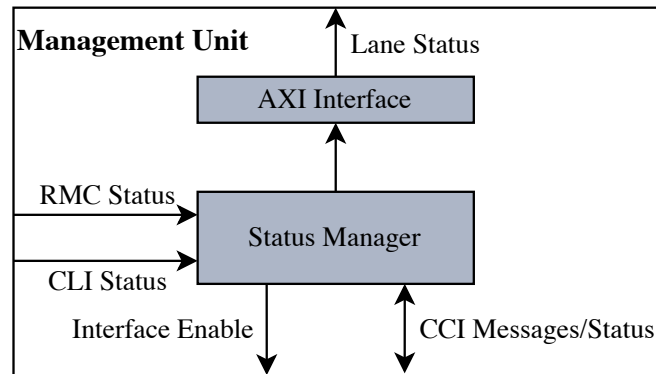 Management Unit
Lane Status
AXI Interface
RMC Status
Status Manager
CLI Status
Interface Enable
CCI Messages/Status